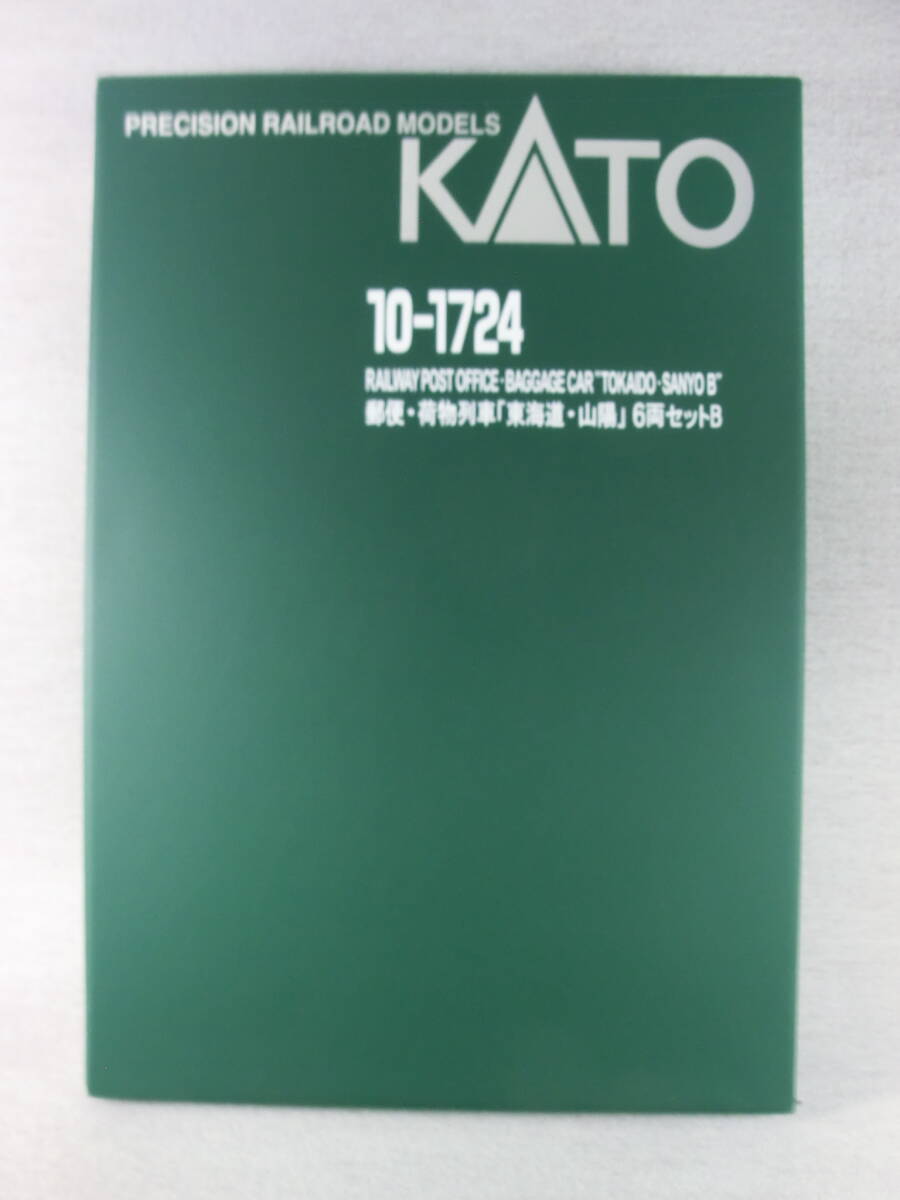 PRECISION RAILROAD MODELS
KATO
10-1724
RAILWAY POST OFFICE・BAGGAGE CAR "TOKAIDO・SANYO B"
郵便・荷物列車「東海道・山陽」6両セットB